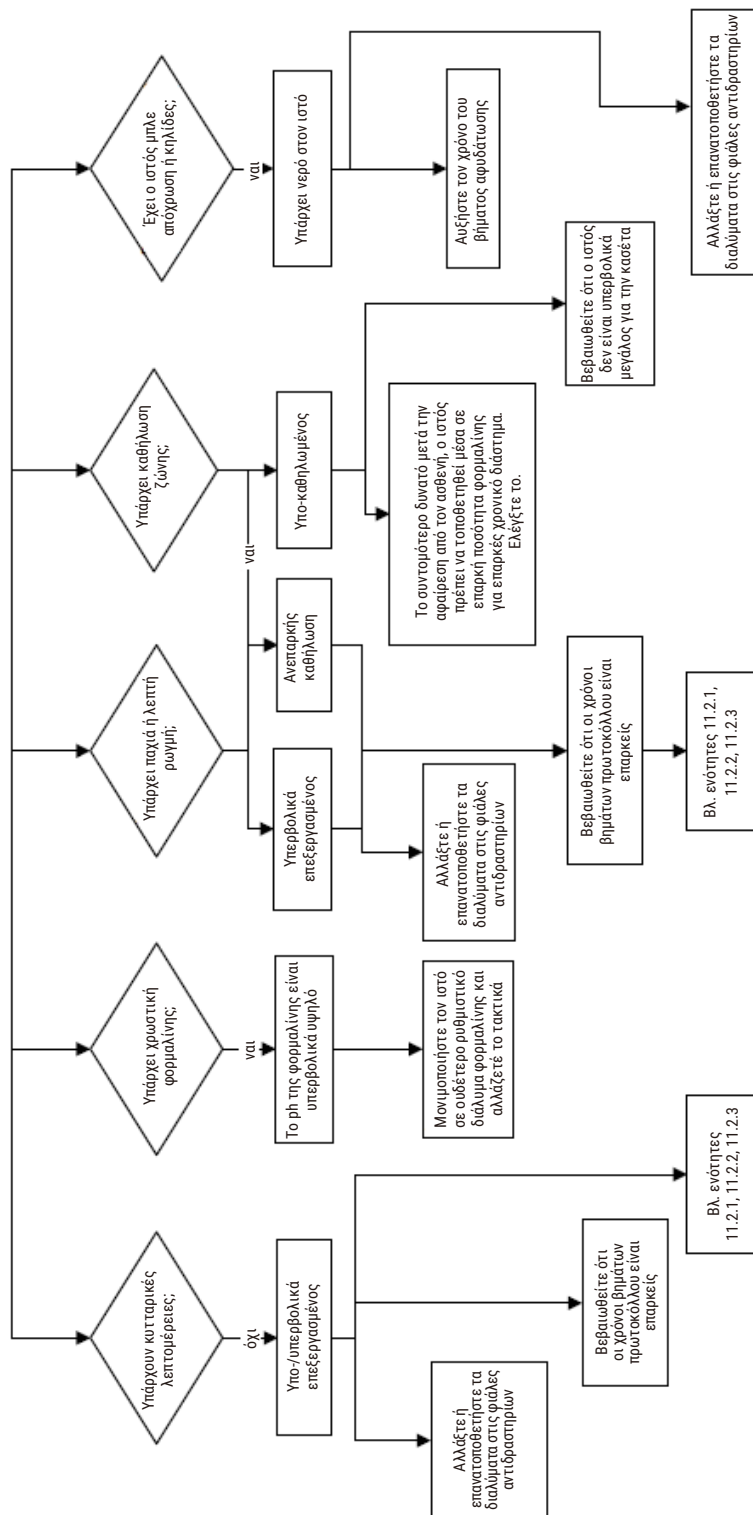 Υπάρχουν κυτταρικές
λεπτομέρειες;
όχι
Υπο-/υπερβολικά
επεξεργασμένος
Αλλάξτε ή
επανατοποθετήστε τα
διαλύματα στις φιάλες
αντιδραστηρίων
Βεβαιωθείτε ότι
οι χρόνοι βημάτων
πρωτοκόλλου είναι
επαρκείς
Βλ. ενότητες
11.2.1, 11.2.2, 11.2.3
Υπάρχει χρωστική
φορμαλίνης;
ναι
Το ph της φορμαλίνης είναι
υπερβολικά υψηλό
Μονιμοποιήστε τον ιστό
σε ουδέτερο ρυθμιστικό
διάλυμα φορμαλίνης και
αλλάζετέ το τακτικά
Υπάρχει παχιά ή λεπτή
ρωγμή;
Υπερβολικά
επεξεργασμένος
Ανεπαρκής
καθήλωση
Αλλάξτε ή
επανατοποθετήστε τα
διαλύματα στις φιάλες
αντιδραστηρίων
Βεβαιωθείτε ότι οι χρόνοι
βημάτων πρωτοκόλλου είναι
επαρκείς
Βλ. ενότητες 11.2.1,
11.2.2, 11.2.3
Υπάρχει καθήλωση
ζώνης;
ναι
Υπο-καθηλωμένος
Το συντομότερο δυνατό μετά την
αφαίρεση από τον ασθενή, ο ιστός
πρέπει να τοποθετηθεί μέσα σε
επαρκή ποσότητα φορμαλίνης
για επαρκές χρονικό διάστημα.
Ελέγξτε το.
Βεβαιωθείτε ότι ο ιστός
δεν είναι υπερβολικά
μεγάλος για την κασέτα
Έχει ο ιστός μπλε
απόχρωση ή κηλίδες;
ναι
Υπάρχει νερό στον ιστό
Αυξήστε τον χρόνο του
βήματος αφυδάτωσης
Αλλάξτε ή επανατοποθετήστε τα
διαλύματα στις φιάλες αντιδραστηρίων